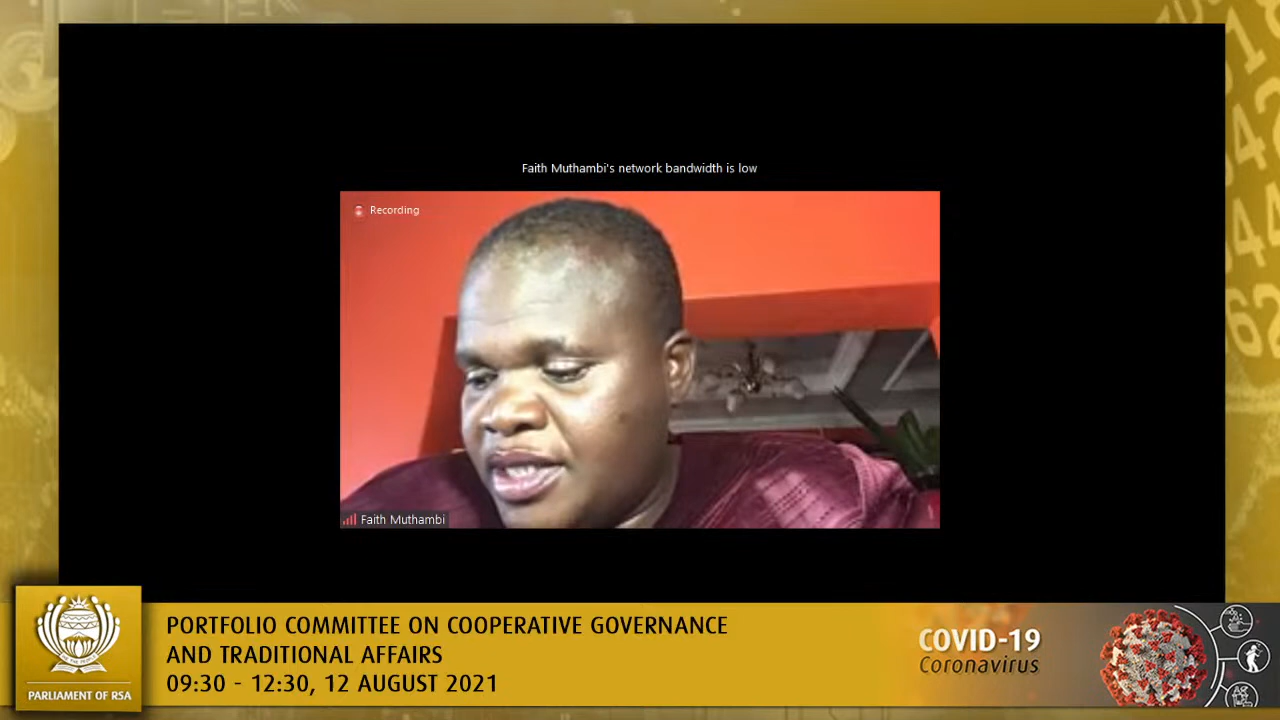 Faith Muthambi's network bandwidth is low
Recording
Faith Muthambi
PARLIAMENT OF RSA
PORTFOLIO COMMITTEE ON COOPERATIVE GOVERNANCE
AND TRADITIONAL AFFAIRS
09:30 - 12:30, 12 AUGUST 2021
COVID-19
Coronavirus